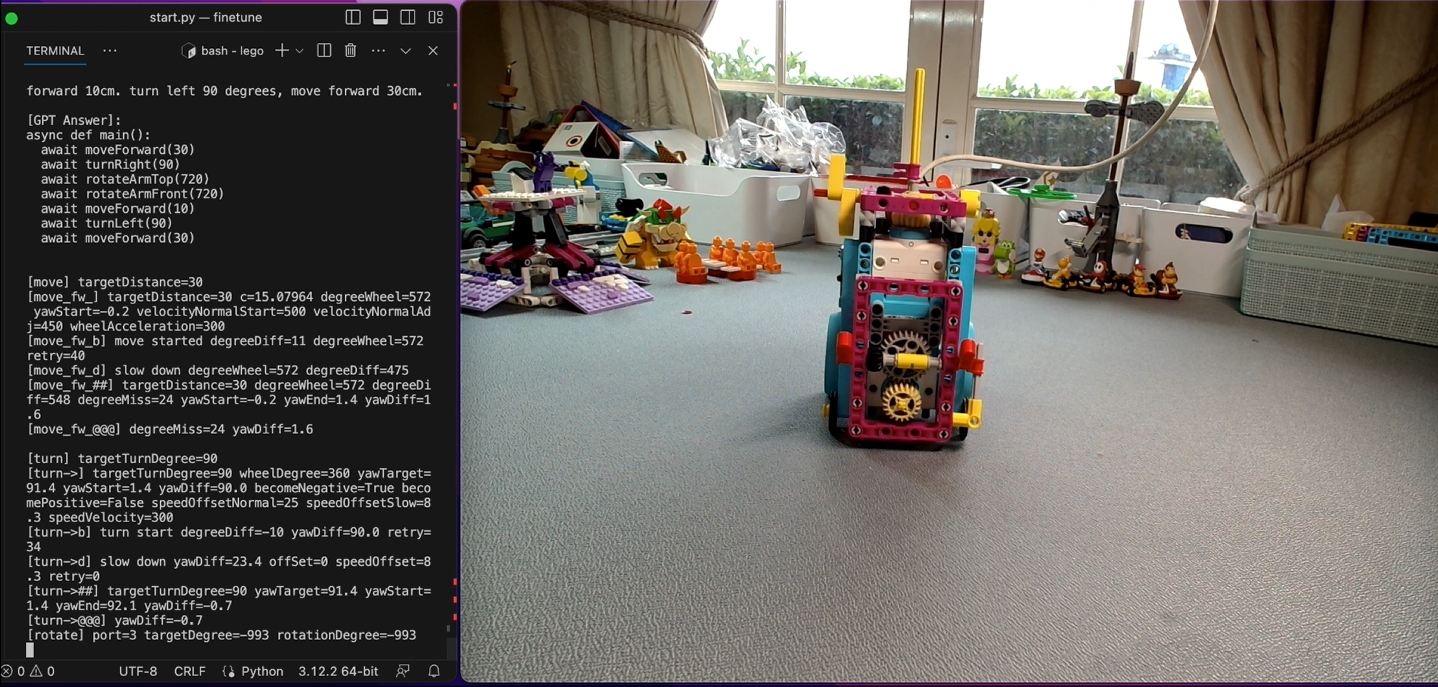 start.py — finetune
TERMINAL
bash - lego
forward 10cm. turn left 90 degrees, move forward 30cm.
[GPT Answer]:
async def main():
await moveForward(30)
await turnRight(90)
await rotateArmTop(720)
await rotateArmFront(720)
await moveForward(10)
await turnLeft(90)
await moveForward(30)
[move] targetDistance=30
[move_fw_] targetDistance=30 c=15.07964 degreeWheel=572
yawStart=-0.2 velocityNormalStart=500 velocityNormalAd
j=450 wheelAcceleration=300
[move_fw_b] move started degreeDiff=11 degreeWheel=572
retry=40
[move_fw_d] slow down degreeWheel=572 degreeDiff=475
[move_fw_##] targetDistance=30 degreeWheel=572 degreeDi
ff=548 degreeMiss=24 yawStart=-0.2 yawEnd=1.4 yawDiff=1
.6
[move_fw_@@@] degreeMiss=24 yawDiff=1.6
[turn] targetTurnDegree=90
[turn->] targetTurnDegree=90 wheelDegree=360 yawTarget=
91.4 yawStart=1.4 yawDiff=90.0 becomeNegative=True beco
mePositive=False speedOffsetNormal=25 speedOffsetSlow=8
.3 speedVelocity=300
[turn->b] turn start degreeDiff=-10 yawDiff=90.0 retry=
34
[turn->d] slow down yawDiff=23.4 offSet=0 speedOffset=8
.3 retry=0
[turn->##] targetTurnDegree=90 yawTarget=91.4 yawStart=
1.4 yawEnd=92.1 yawDiff=-0.7
[turn->@@@] yawDiff=-0.7
[rotate] port=3 targetDegree=-993 rotationDegree=-993
0 0 UTF-8 CRLF {} Python 3.12.2 64-bit